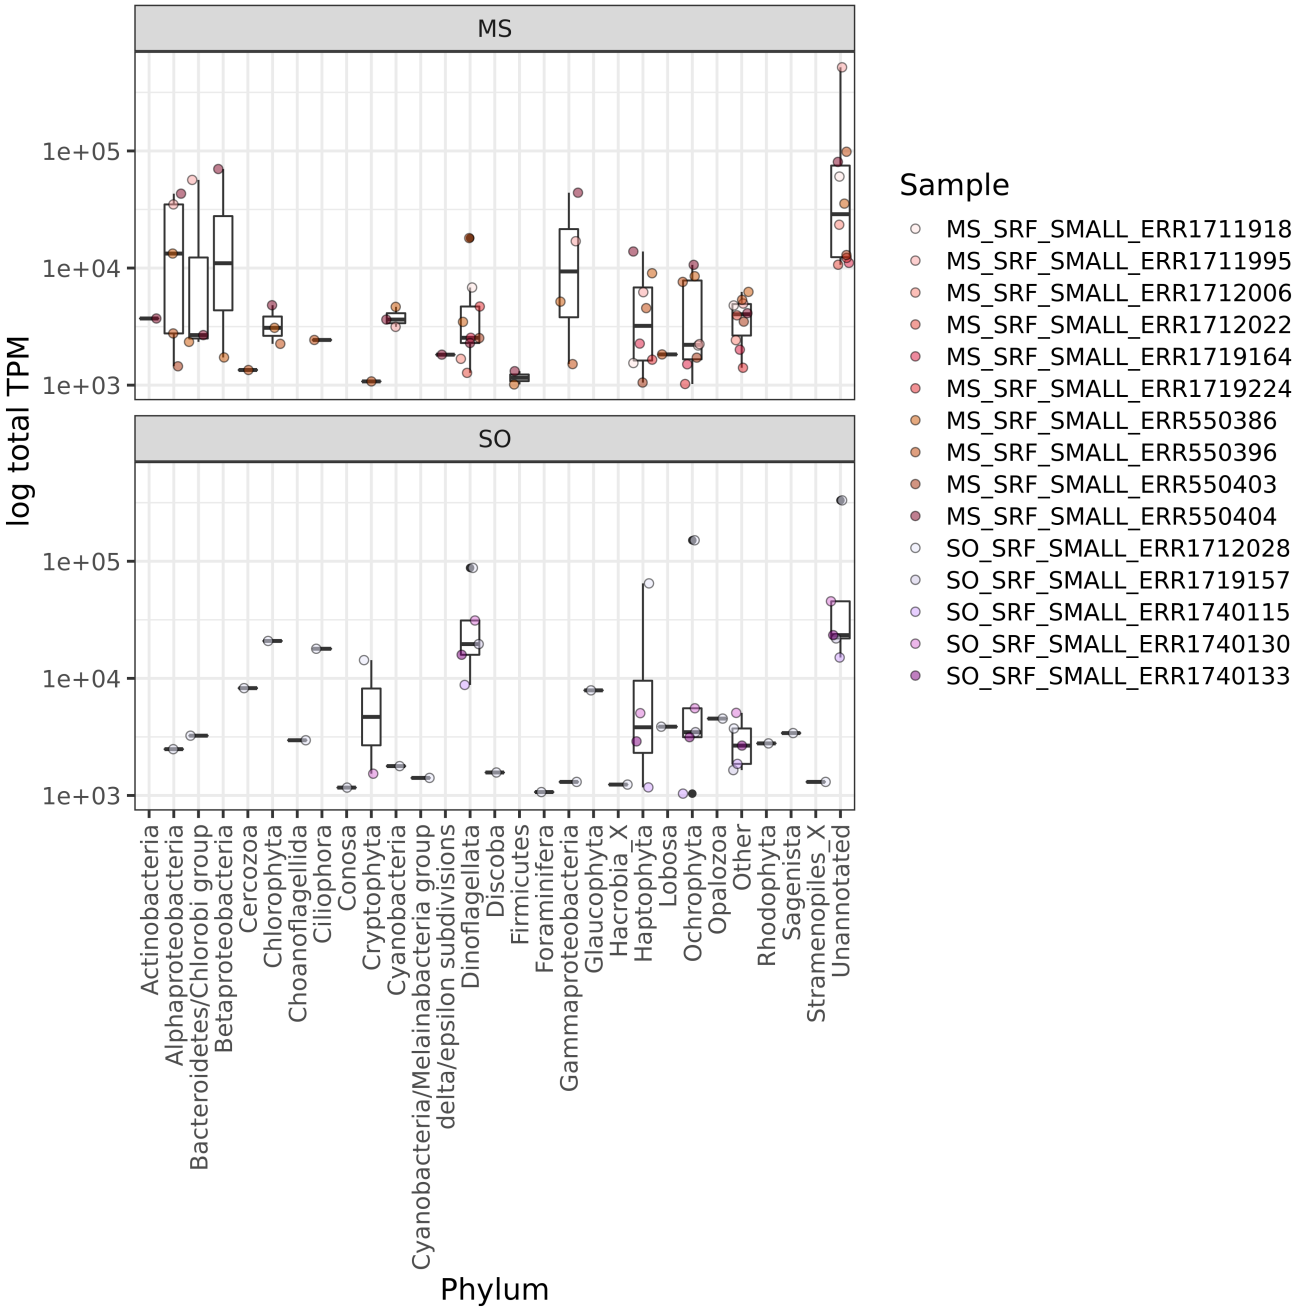 MS
1e+05
1e+04
1e+03
SO
1e+05
1e+04
1e+03
log total TPM
Actinobacteria
Alphaproteobacteria
Bacteroidetes/Chlorobi group
Betaproteobacteria
Cercozoa
Chlorophyta
Choanoflagellida
Ciliophora
Conosa
Cryptophyta
Cyanobacteria
Cyanobacteria/Melainabacteria group
delta/epsilon subdivisions
Dinoflagellata
Discoba
Firmicutes
Foraminifera
Gammaproteobacteria
Glaucophyta
Hacrobia_X
Haptophyta
Lobosa
Ochrophyta
Opalozoa
Other
Rhodophyta
Sagenista
Stramenopiles_X
Unannotated
Phylum
Sample
MS_SRF_SMALL_ERR1711918
MS_SRF_SMALL_ERR1711995
MS_SRF_SMALL_ERR1712006
MS_SRF_SMALL_ERR1712022
MS_SRF_SMALL_ERR1719164
MS_SRF_SMALL_ERR1719224
MS_SRF_SMALL_ERR550386
MS_SRF_SMALL_ERR550396
MS_SRF_SMALL_ERR550403
MS_SRF_SMALL_ERR550404
SO_SRF_SMALL_ERR1712028
SO_SRF_SMALL_ERR1719157
SO_SRF_SMALL_ERR1740115
SO_SRF_SMALL_ERR1740130
SO_SRF_SMALL_ERR1740133